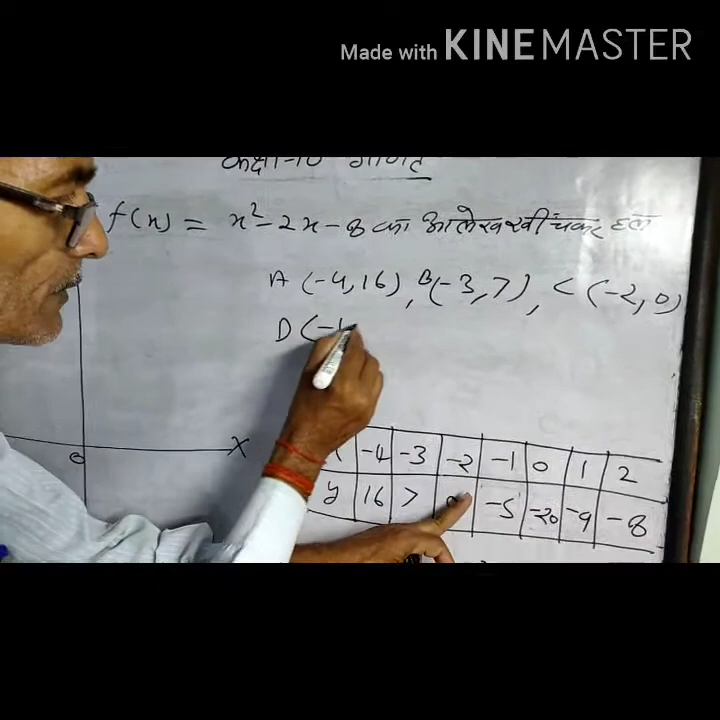 Made with KINEMASTER
कक्षा-10 गणित
f(x) = x² - 2x - 8 का आलेख खींचकर हल
A (-4, 16), B(-3, 7), C (-2, 0)
D (-1
X
x -4 -3 -2 -1 0 1 2
y 16 7 0 -5 -20 -9 -8